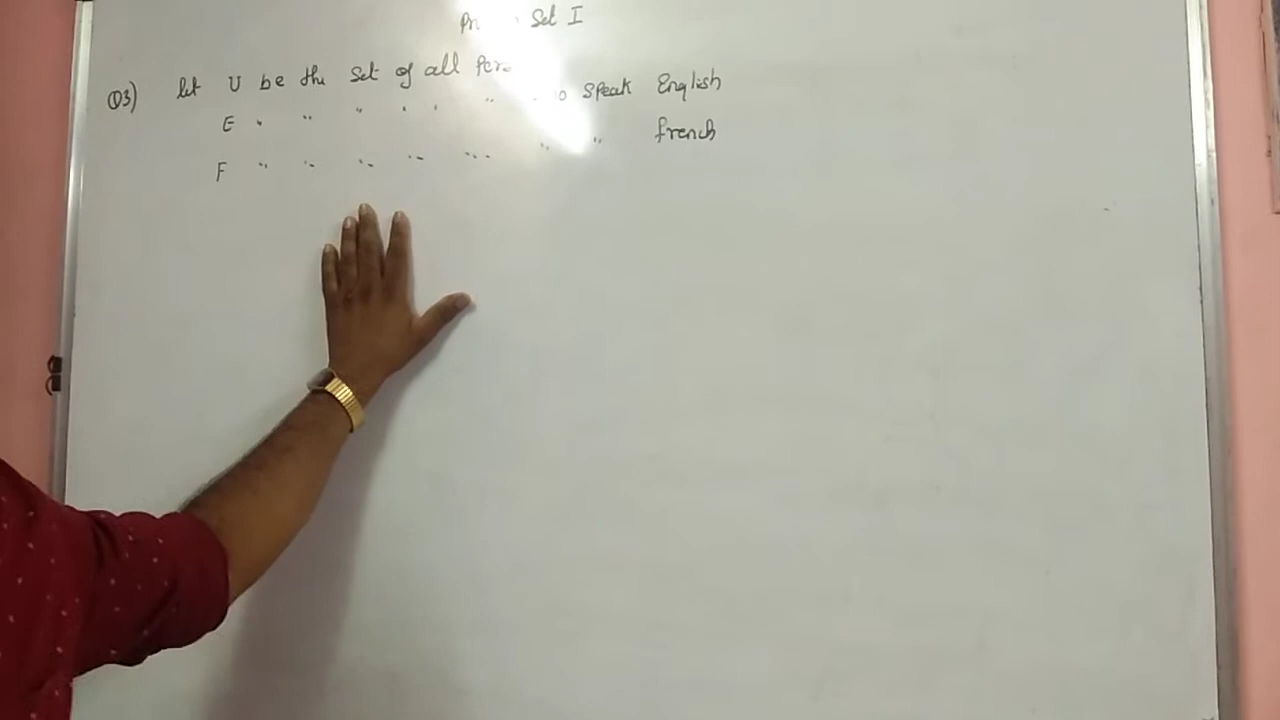 Set I
Q3) let U be the Set of all
E " " " " " " Speak English
F " " " " " " " french